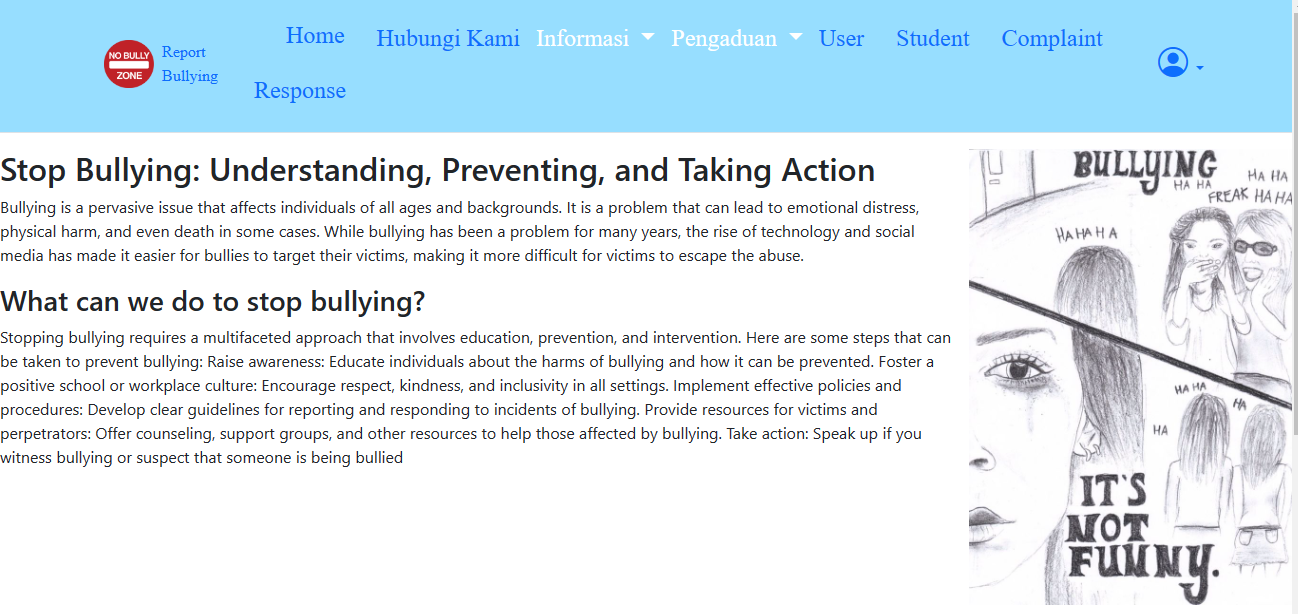 NO BULLY
ZONE
Report
Bullying
Home
Hubungi Kami
Informasi
Pengaduan
User
Student
Complaint
Response
Stop Bullying: Understanding, Preventing, and Taking Action
Bullying is a pervasive issue that affects individuals of all ages and backgrounds. It is a problem that can lead to emotional distress,
physical harm, and even death in some cases. While bullying has been a problem for many years, the rise of technology and social
media has made it easier for bullies to target their victims, making it more difficult for victims to escape the abuse.
What can we do to stop bullying?
Stopping bullying requires a multifaceted approach that involves education, prevention, and intervention. Here are some steps that can
be taken to prevent bullying: Raise awareness: Educate individuals about the harms of bullying and how it can be prevented. Foster a
positive school or workplace culture: Encourage respect, kindness, and inclusivity in all settings. Implement effective policies and
procedures: Develop clear guidelines for reporting and responding to incidents of bullying. Provide resources for victims and
perpetrators: Offer counseling, support groups, and other resources to help those affected by bullying. Take action: Speak up if you
witness bullying or suspect that someone is being bullied
BULLYING
HA HA
HA HA
FREAK HA HA
HA HA H A
HA HA
HA
HA
IT'S
NOT
FUNNY.